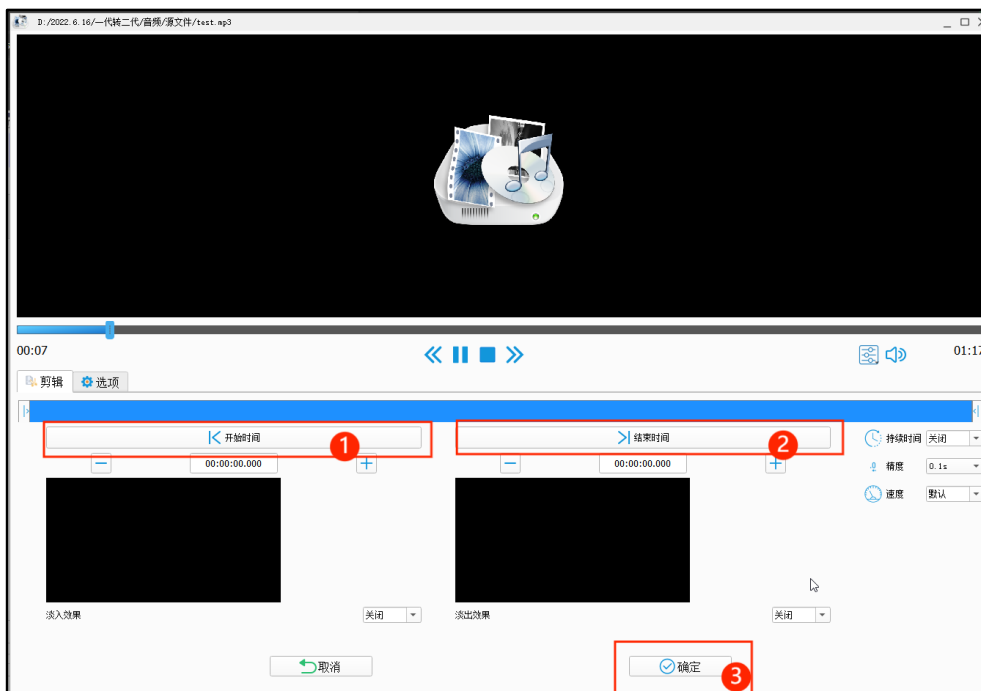 D:/2022.6.16/一代转二代/音频/源文件/test.mp3
00:07
01:17
剪辑 选项
开始时间 1 结束时间 2 持续时间 关闭
00:00:00.000 00:00:00.000 精度 0.1s
速度 默认
淡入效果 关闭 淡出效果 关闭
取消 确定 3